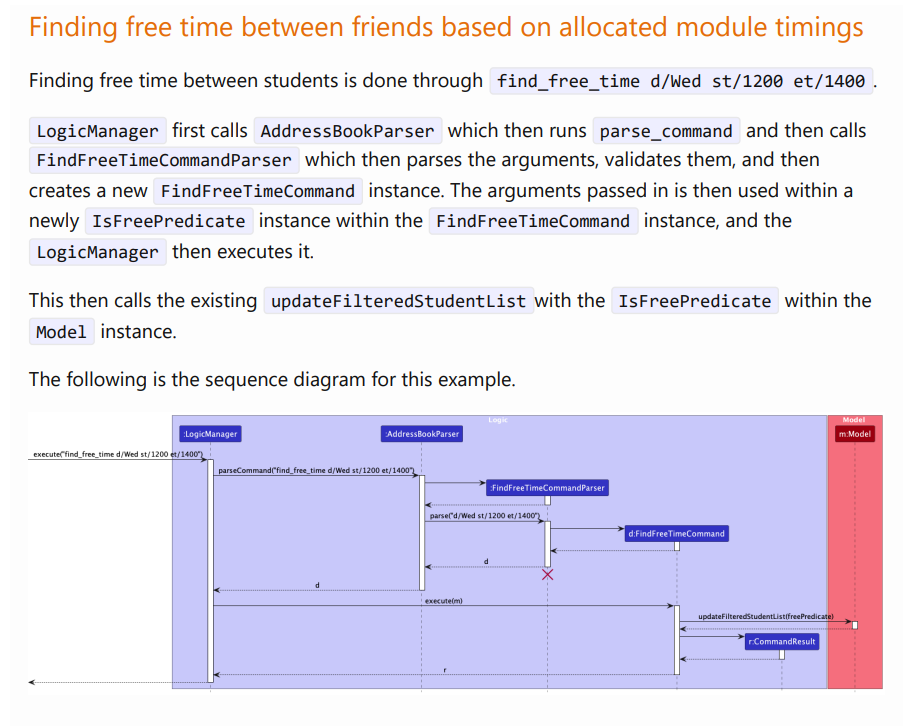 Finding free time between friends based on allocated module timings
Finding free time between students is done through find_free_time d/Wed st/1200 et/1400 .
LogicManager first calls AddressBookParser which then runs parse_command and then calls
FindFreeTimeCommandParser which then parses the arguments, validates them, and then
creates a new FindFreeTimeCommand instance. The arguments passed in is then used within a
newly IsFreePredicate instance within the FindFreeTimeCommand instance, and the
LogicManager then executes it.
This then calls the existing updateFilteredStudentList with the IsFreePredicate within the
Model instance.
The following is the sequence diagram for this example.
Logic
Model
:LogicManager
:AddressBookParser
m:Model
execute("find_free_time d/Wed st/1200 et/1400")
parseCommand("find_free_time d/Wed st/1200 et/1400")
:FindFreeTimeCommandParser
parse("d/Wed st/1200 et/1400")
d:FindFreeTimeCommand
d
d
execute(m)
updateFilteredStudentList(freePredicate)
r:CommandResult
r